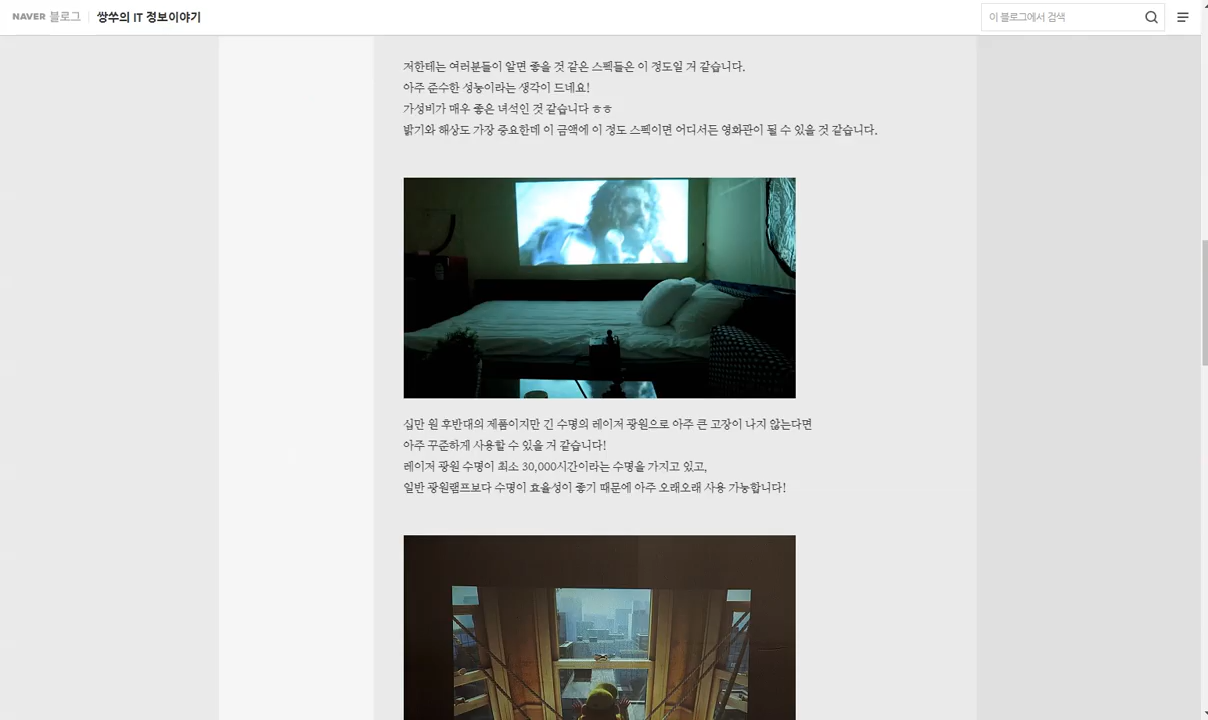 NAVER 블로그 쌍쑤의 IT 정보이야기
이 블로그에서 검색
저한테는 여러분들이 알면 좋을 것 같은 스펙들은 이 정도일 거 같습니다.
아주 준수한 성능이라는 생각이 드네요!
가성비가 매우 좋은 녀석인 것 같습니다 ㅎㅎ
밝기와 해상도 가장 중요한데 이 금액에 이 정도 스펙이면 어디서든 영화관이 될 수 있을 것 같습니다.
십만 원 후반대의 제품이지만 긴 수명의 레이저 광원으로 아주 큰 고장이 나지 않는다면
아주 꾸준하게 사용할 수 있을 거 같습니다!
레이저 광원 수명이 최소 30,000시간이라는 수명을 가지고 있고,
일반 광원램프보다 수명이 효율성이 좋기 때문에 아주 오래오래 사용 가능합니다!